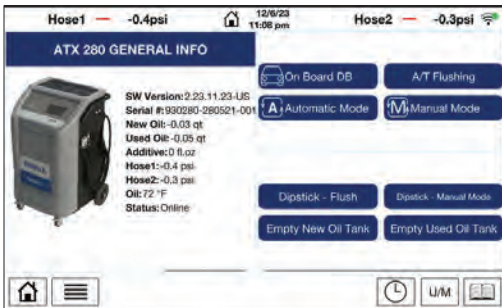 Hose1 — -0.4psi
12/6/23
11:08 pm
Hose2 — -0.3psi
ATX 280 GENERAL INFO
SW Version:2.23.11.23-US
Serial #:930280-280521-001
New Oil:-0.03 qt
Used Oil:-0.05 qt
Additive:0 fl.oz
Hose1:-0.4 psi
Hose2:-0.3 psi
Oil:72 °F
Status:Online
On Board DB
A/T Flushing
A Automatic Mode
M Manual Mode
Dipstick - Flush
Dipstick - Manual Mode
Empty New Oil Tank
Empty Used Oil Tank
U/M